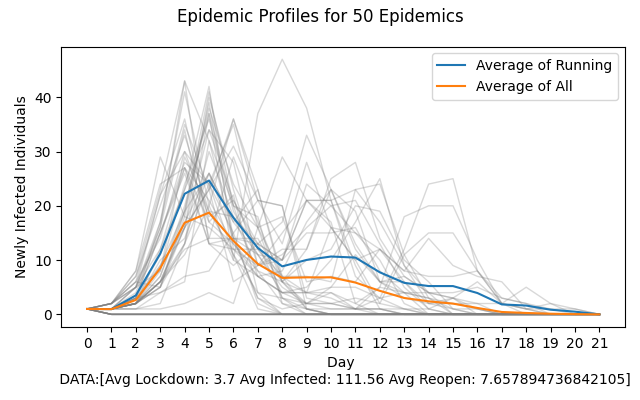 Epidemic Profiles for 50 Epidemics
Average of Running
Average of All
Newly Infected Individuals
40
30
20
10
0
0 1 2 3 4 5 6 7 8 9 10 11 12 13 14 15 16 17 18 19 20 21
Day
DATA:[Avg Lockdown: 3.7 Avg Infected: 111.56 Avg Reopen: 7.657894736842105]